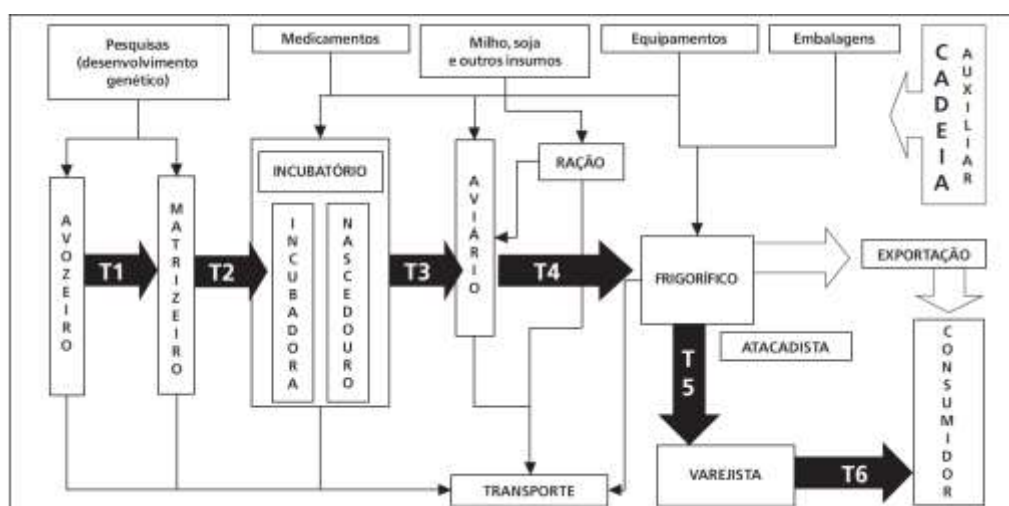 Pesquisas
(desenvolvimento
genético)
Medicamentos
Milho, soja
e outros insumos
Equipamentos
Embalagens
CADEIA
AUXILIAR
AVOZEIRO
T1
MATRIZEIRO
T2
INCUBATÓRIO
INCUBADORA
NASCEDOURO
T3
AVIÁRIO
RAÇÃO
T4
FRIGORÍFICO
EXPORTAÇÃO
T5
ATACADISTA
CONSUMIDOR
VAREJISTA
T6
TRANSPORTE